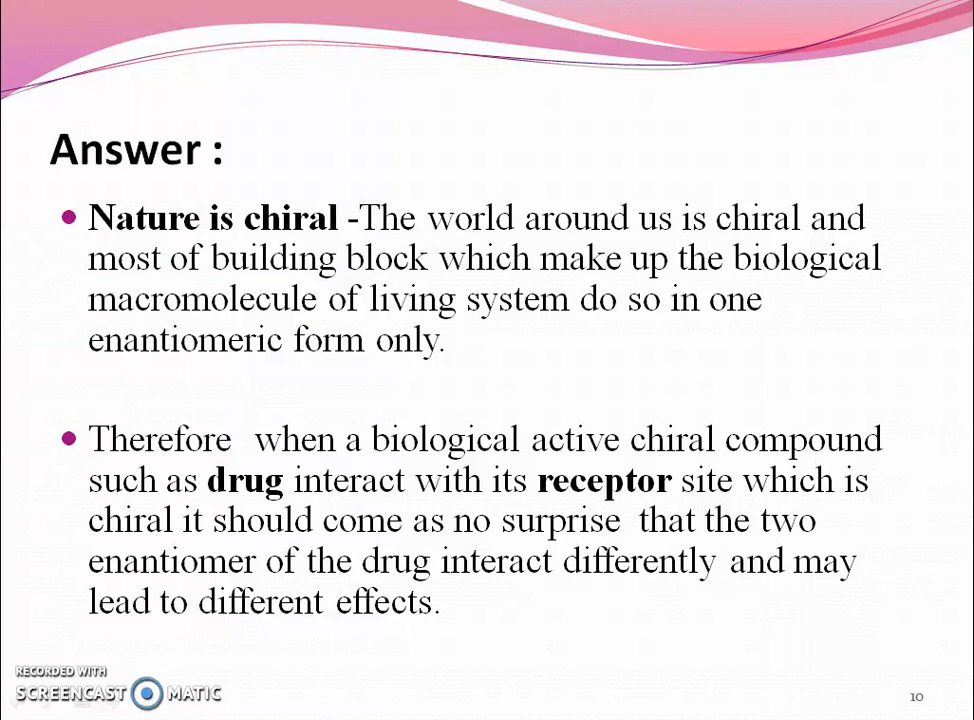 Answer :
Nature is chiral -The world around us is chiral and
most of building block which make up the biological
macromolecule of living system do so in one
enantiomeric form only.
Therefore when a biological active chiral compound
such as drug interact with its receptor site which is
chiral it should come as no surprise that the two
enantiomer of the drug interact differently and may
lead to different effects.
RECORDED WITH
SCREENCAST MATIC
10